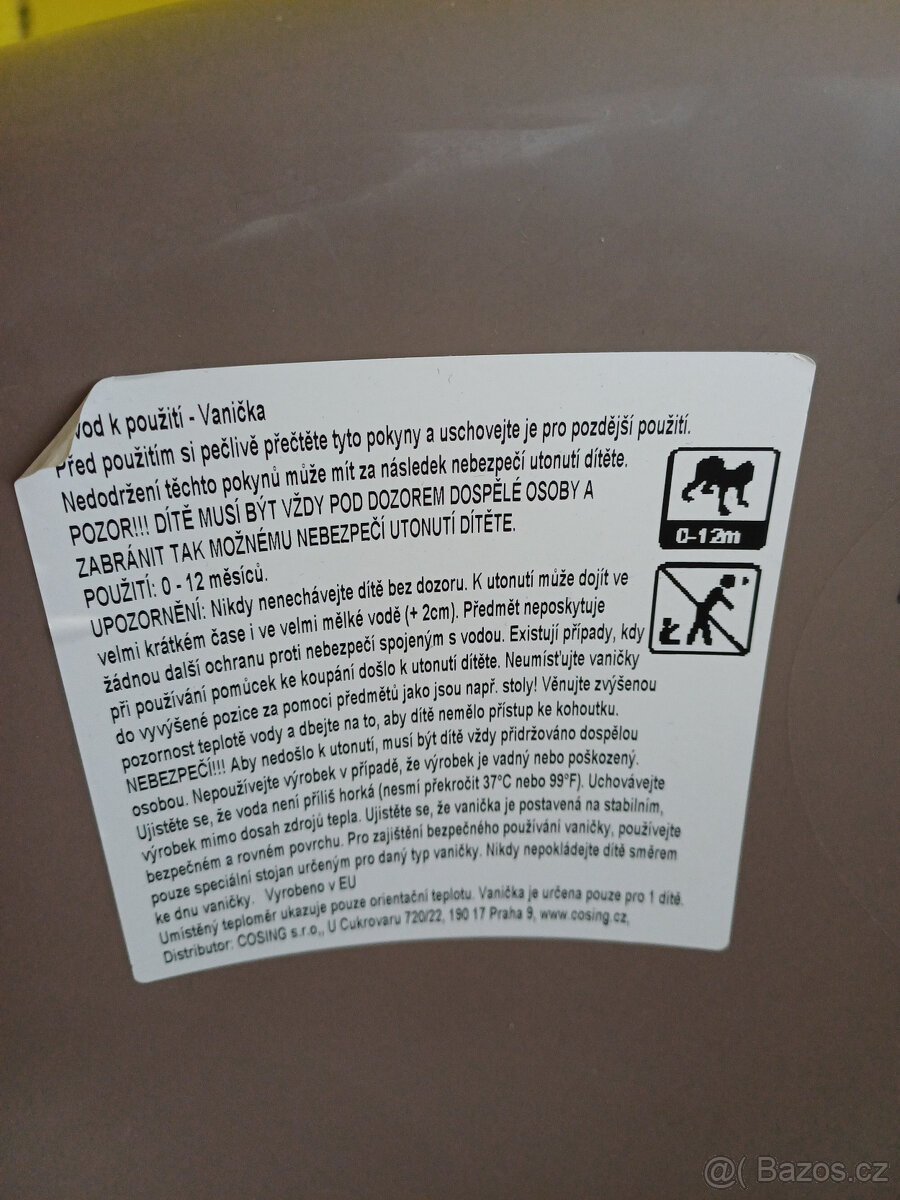 vod k použití - Vanička
Před použitím si pečlivě přečtěte tyto pokyny a uschovejte je pro pozdější použití.
Nedodržení těchto pokynů může mít za následek nebezpečí utonutí dítěte.
POZOR!!! DÍTĚ MUSÍ BÝT VŽDY POD DOZOREM DOSPĚLÉ OSOBY A
ZABRÁNIT TAK MOŽNÉMU NEBEZPEČÍ UTONUTÍ DÍTĚTE.
POUŽITÍ: 0 - 12 měsíců.
UPOZORNĚNÍ: Nikdy nenechávejte dítě bez dozoru. K utonutí může dojít ve
velmi krátkém čase i ve velmi mělké vodě (+ 2cm). Předmět neposkytuje
žádnou další ochranu proti nebezpečí spojeným s vodou. Existují případy, kdy
při používání pomůcek ke koupání došlo k utonutí dítěte. Neumísťujte vaničky
do vyvýšené pozice za pomoci předmětů jako jsou např. stoly! Věnujte zvýšenou
pozornost teplotě vody a dbejte na to, aby dítě nemělo přístup ke kohoutku.
NEBEZPEČÍ!!! Aby nedošlo k utonutí, musí být dítě vždy přidržováno dospělou
osobou. Nepoužívejte výrobek v případě, že výrobek je vadný nebo poškozený.
Ujistěte se, že voda není příliš horká (nesmí překročit 37°C nebo 99°F). Uchovávejte
výrobek mimo dosah zdrojů tepla. Ujistěte se, že vanička je postavená na stabilním,
bezpečném a rovném povrchu. Pro zajištění bezpečného používání vaničky, používejte
pouze speciální stojan určeným pro daný typ vaničky. Nikdy nepokládejte dítě směrem
ke dnu vaničky. Vyrobeno v EU
Umístěný teploměr ukazuje pouze orientační teplotu. Vanička je určena pouze pro 1 dítě.
Distributor: COSING s.r.o., U Cukrovaru 720/22, 190 17 Praha 9, www.cosing.cz,
0-12m
@( Bazos.cz